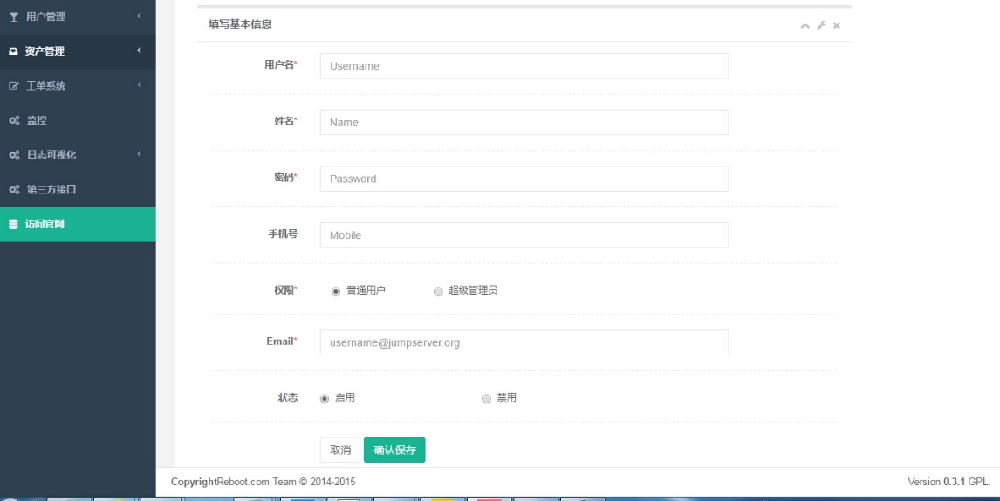 用户管理
资产管理
工单系统
监控
日志可视化
第三方接口
访问官网
填写基本信息
用户名* Username
姓名* Name
密码* Password
手机号 Mobile
权限* 普通用户 超级管理员
Email* username@jumpserver.org
状态 启用 禁用
取消 确认保存
CopyrightReboot.com Team © 2014-2015 Version 0.3.1 GPL.